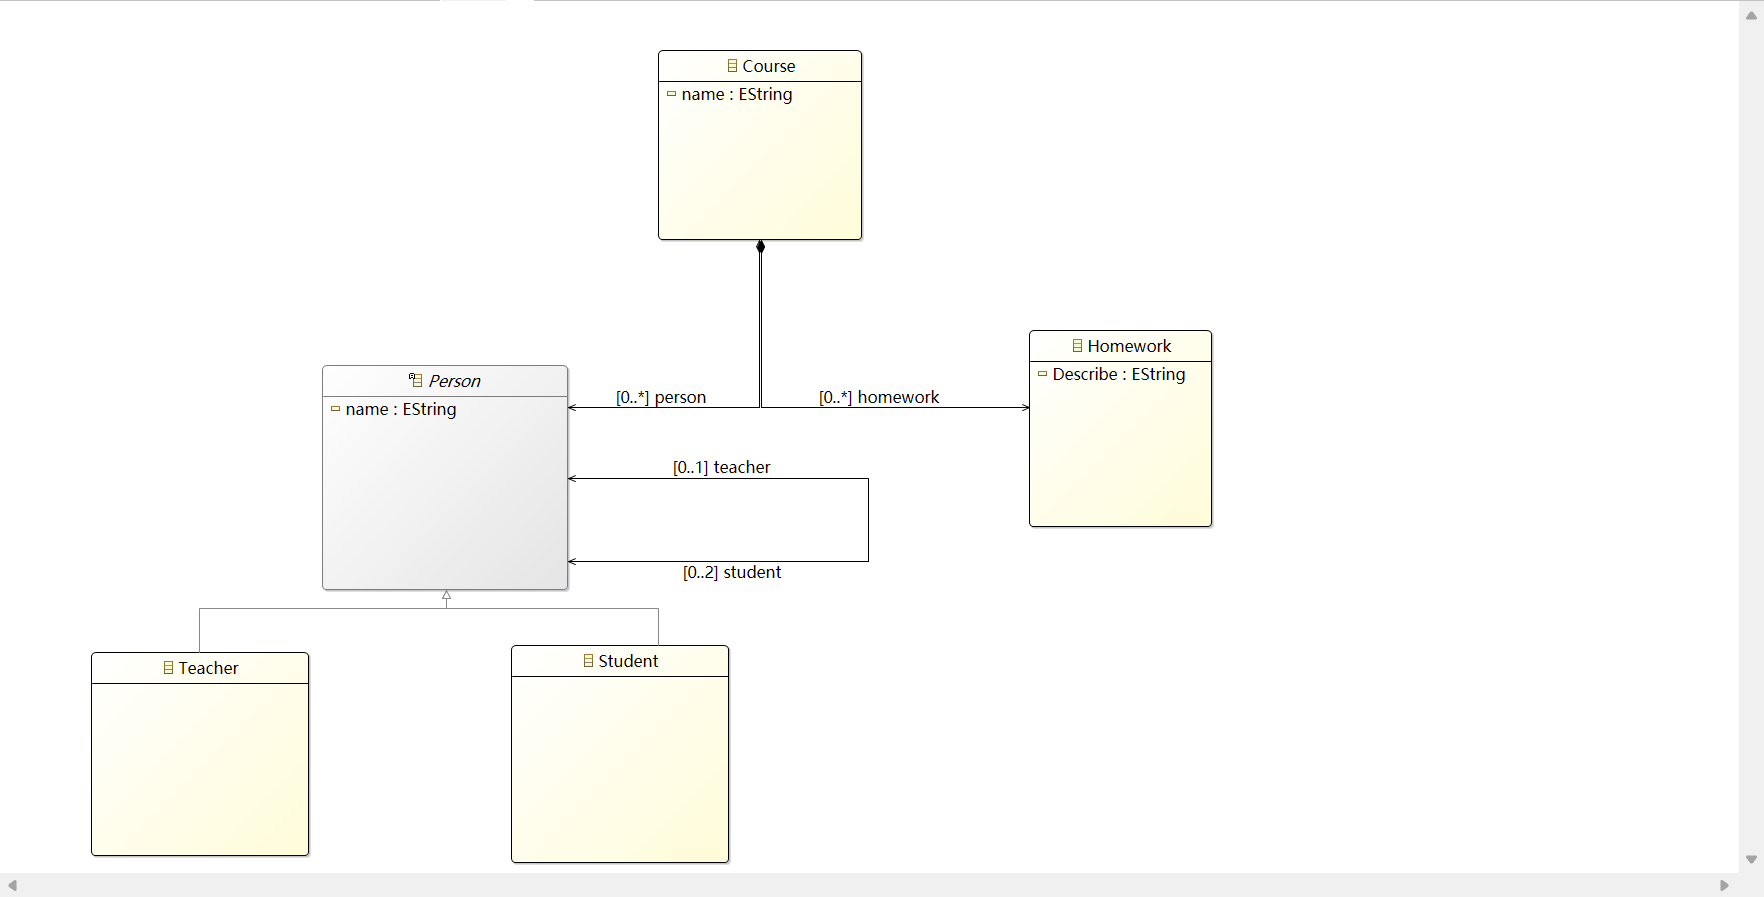 Course
name : EString
Homework
Describe : EString
Person
name : EString
[0..*] person
[0..*] homework
[0..1] teacher
[0..2] student
Teacher
Student